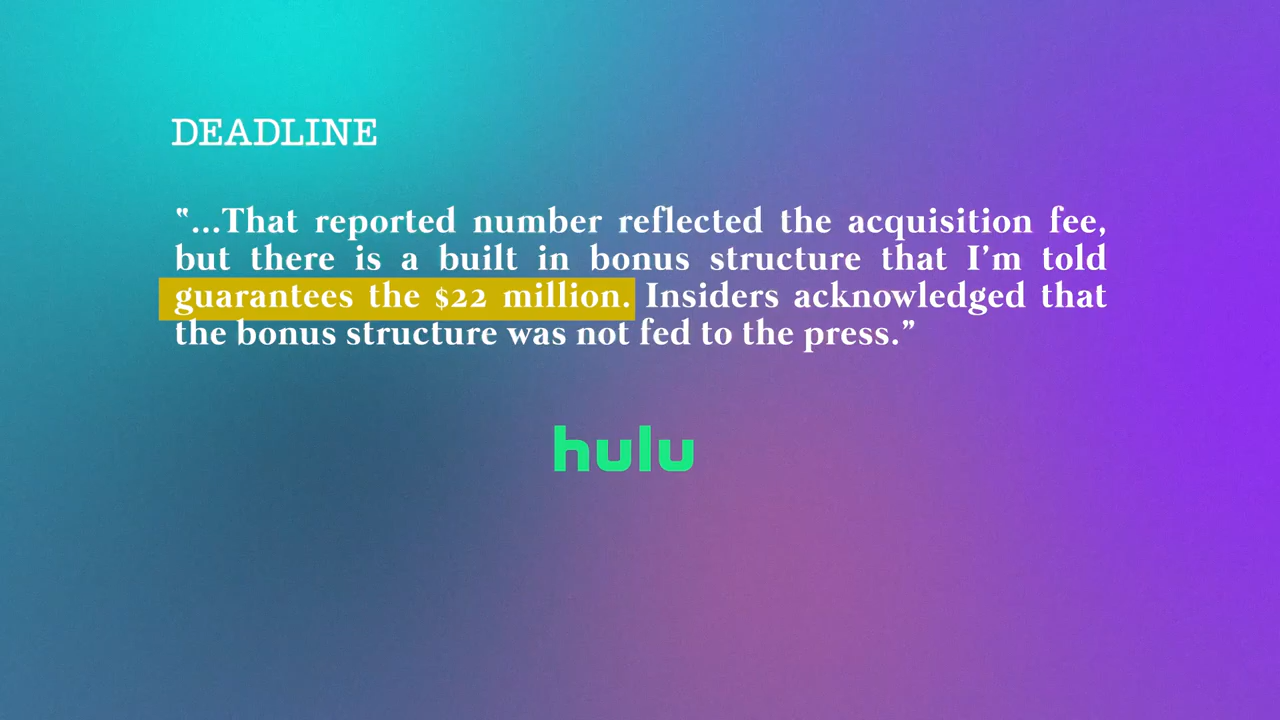 DEADLINE
“...That reported number reflected the acquisition fee,
but there is a built in bonus structure that I’m told
guarantees the $22 million. Insiders acknowledged that
the bonus structure was not fed to the press.”
hulu